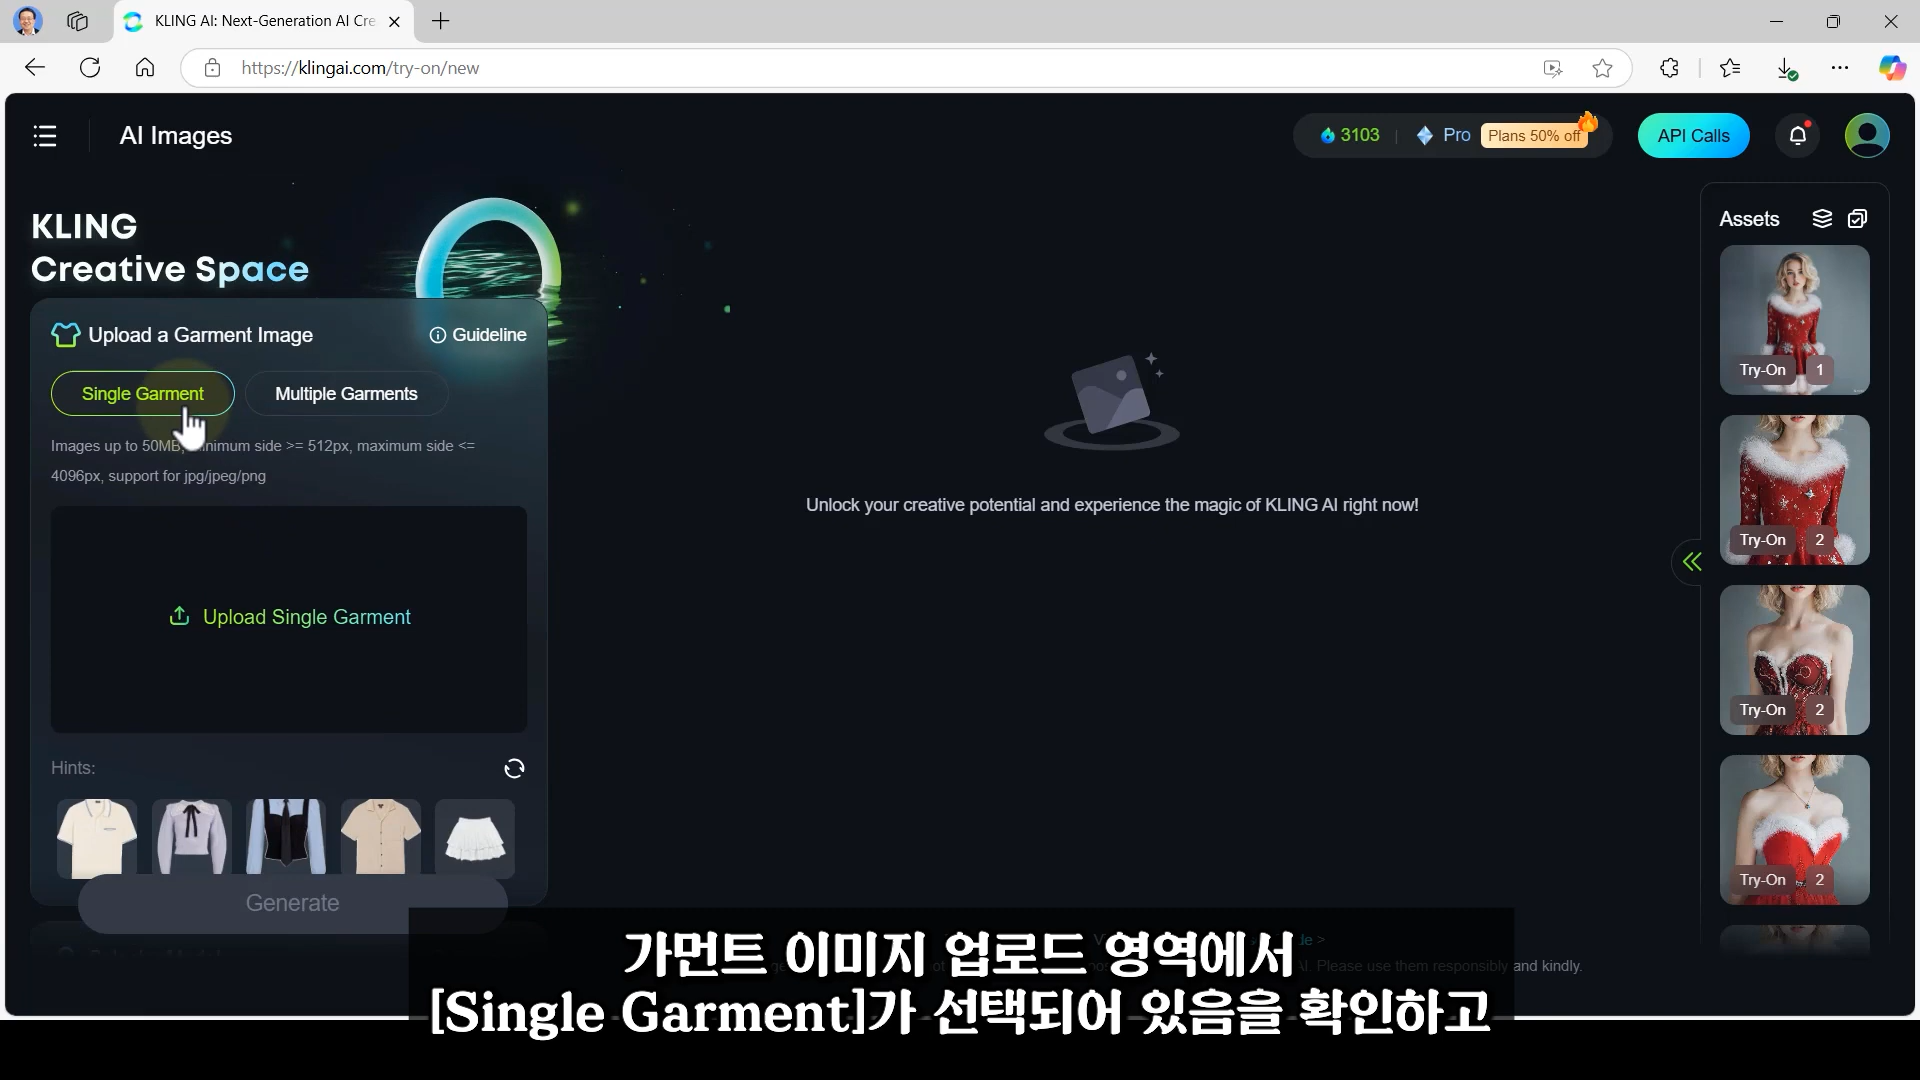 KLING AI: Next-Generation AI Cre
https://klingai.com/try-on/new
AI Images
3103
Pro
Plans 50% off
API Calls
KLING
Creative Space
Upload a Garment Image
Guideline
Single Garment
Multiple Garments
Images up to 50MB, minimum side >= 512px, maximum side <=
4096px, support for jpg/jpeg/png
Upload Single Garment
Hints:
Generate
Unlock your creative potential and experience the magic of KLING AI right now!
Assets
Try-On 1
Try-On 2
Try-On 2
Try-On 2
Please use them responsibly and kindly.
가먼트 이미지 업로드 영역에서
[Single Garment]가 선택되어 있음을 확인하고